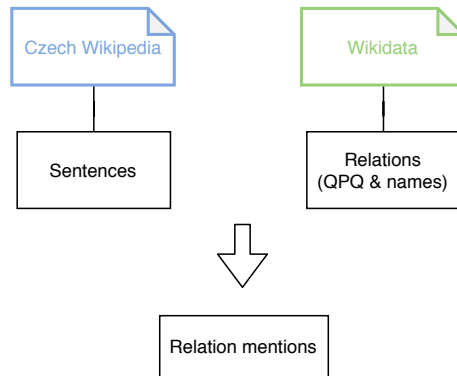 Czech Wikipedia
Wikidata
Sentences
Relations
(QPQ & names)
Relation mentions